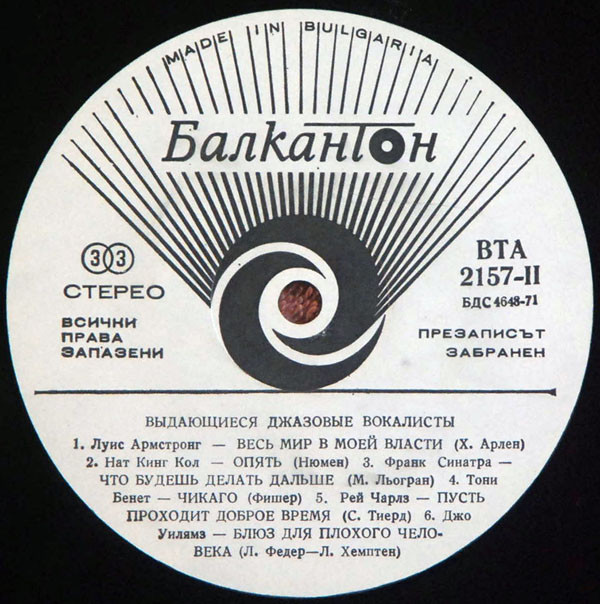 MADE IN BULGARIA
Балкантон
33
СТЕРЕО
ВСИЧКИ
ПРАВА
ЗАПАЗЕНИ
ВТА
2157-II
БДС 4648-71
ПРЕЗАПИСЪТ
ЗАБРАНЕН
ВЫДАЮЩИЕСЯ ДЖАЗОВЫЕ ВОКАЛИСТЫ
1. Луис Армстронг — ВЕСЬ МИР В МОЕЙ ВЛАСТИ (Х. Арлен)
2. Нат Кинг Кол — ОПЯТЬ (Нюмен) 3. Франк Синатра —
ЧТО БУДЕШЬ ДЕЛАТЬ ДАЛЬШЕ (М. Льогран) 4. Тони
Бенет — ЧИКАГО (Фишер) 5. Рей Чарлз — ПУСТЬ
ПРОХОДИТ ДОБРОЕ ВРЕМЯ (С. Тиерд) 6. Джо
Уилямз — БЛЮЗ ДЛЯ ПЛОХОГО ЧЕЛО-
ВЕКА (Л. Федер—Л. Хемптен)